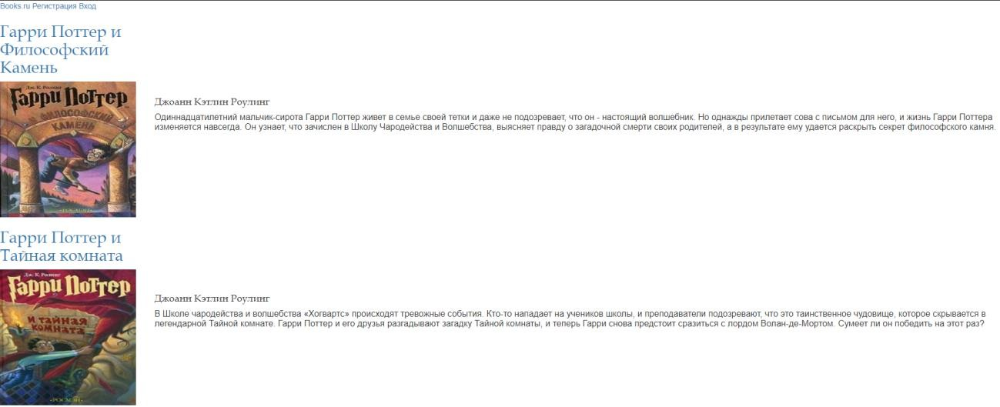 Books.ru Регистрация Вход
Гарри Поттер и
Философский
Камень
Дж. К. Ролинг
Гарри Поттер
и философский
камень
·РОСМЭН·
Джоанн Кэтлин Роулинг
Одиннадцатилетний мальчик-сирота Гарри Поттер живет в семье своей тетки и даже не подозревает, что он - настоящий волшебник. Но однажды прилетает сова с письмом для него, и жизнь Гарри Поттера
изменяется навсегда. Он узнает, что зачислен в Школу Чародейства и Волшебства, выясняет правду о загадочной смерти своих родителей, а в результате ему удается раскрыть секрет философского камня.
Гарри Поттер и
Тайная комната
Дж. К. Ролинг
Гарри Поттер
и тайная
комната
·РОСМЭН·
Джоанн Кэтлин Роулинг
В Школе чародейства и волшебства «Хогвартс» происходят тревожные события. Кто-то нападает на учеников школы, и преподаватели подозревают, что это таинственное чудовище, которое скрывается в
легендарной Тайной комнате. Гарри Поттер и его друзья разгадывают загадку Тайной комнаты, и теперь Гарри снова предстоит сразиться с лордом Волан-де-Мортом. Сумеет ли он победить на этот раз?